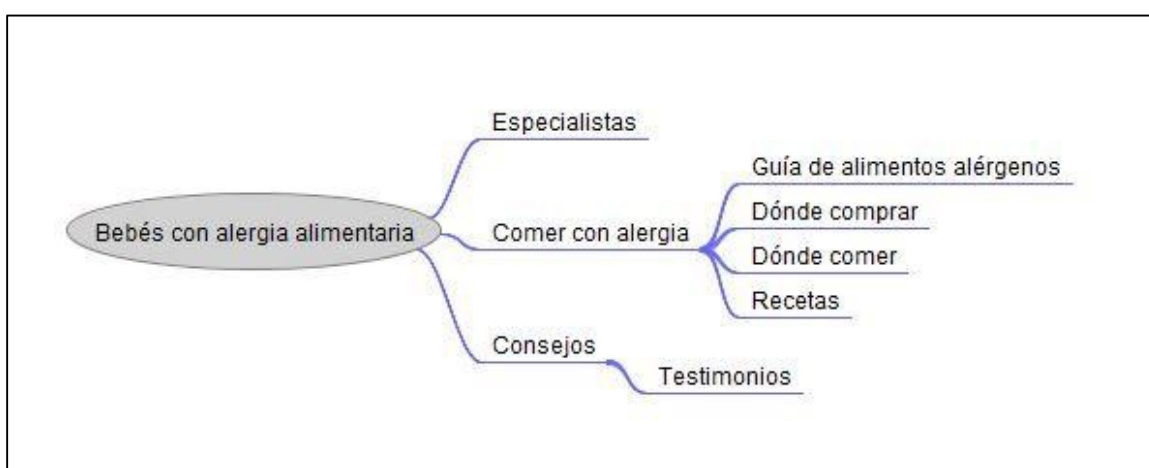 Especialistas
Guía de alimentos alérgenos
Dónde comprar
Bebés con alergia alimentaria
Comer con alergia
Dónde comer
Recetas
Consejos
Testimonios